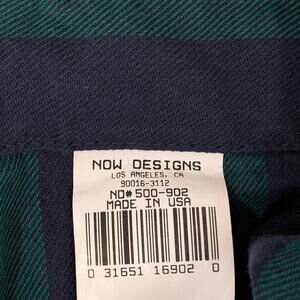 NOW DESIGNS
LOS ANGELES, CA
90016-3112
ND# 500-902
MADE IN USA
0 31651 16902 0